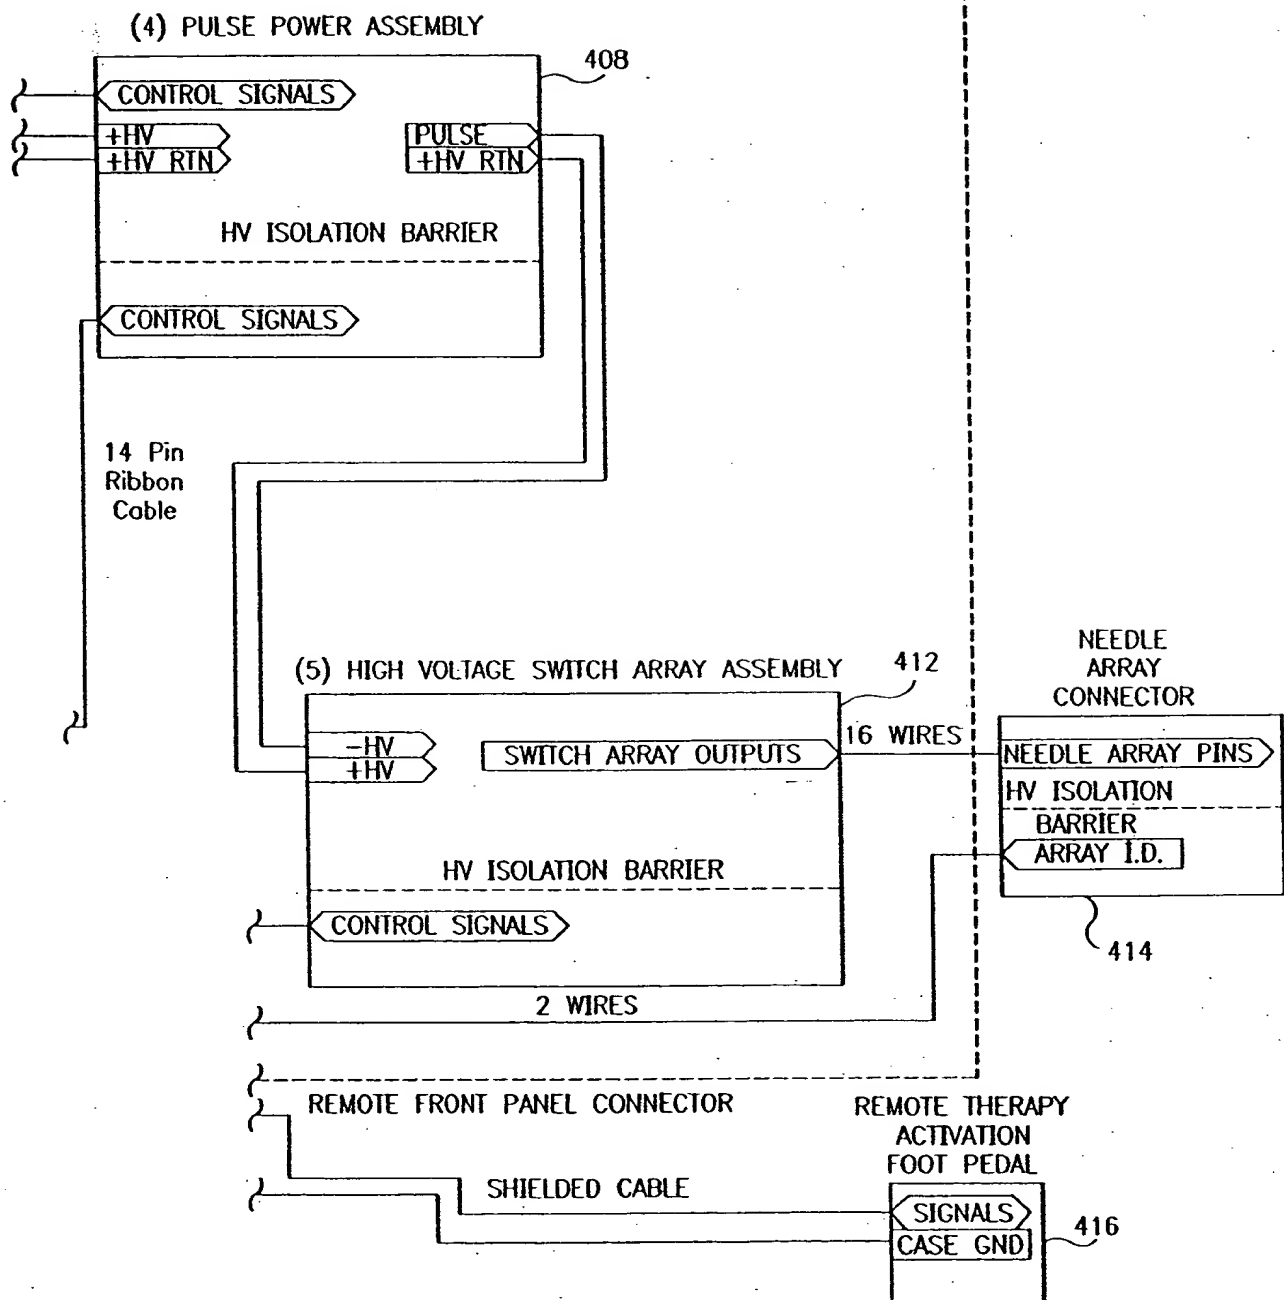 (4) PULSE POWER ASSEMBLY
408
CONTROL SIGNALS
+HV
PULSE
+HV RTN
+HV RTN
HV ISOLATION BARRIER
CONTROL SIGNALS
14 Pin
Ribbon
Cable
(5) HIGH VOLTAGE SWITCH ARRAY ASSEMBLY
412
NEEDLE
ARRAY
CONNECTOR
-HV
+HV
SWITCH ARRAY OUTPUTS
16 WIRES
NEEDLE ARRAY PINS
HV ISOLATION
BARRIER
ARRAY I.D.
HV ISOLATION BARRIER
CONTROL SIGNALS
414
2 WIRES
REMOTE FRONT PANEL CONNECTOR
REMOTE THERAPY
ACTIVATION
FOOT PEDAL
SHIELDED CABLE
SIGNALS
CASE GND
416